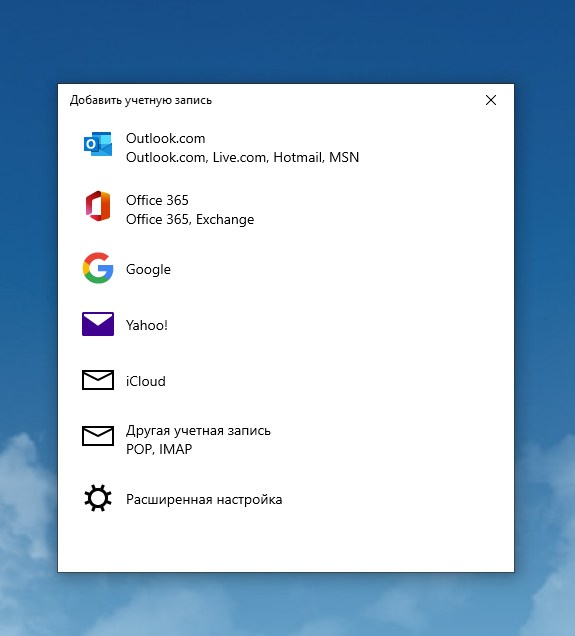 Добавить учетную запись
Outlook.com
Outlook.com, Live.com, Hotmail, MSN
Office 365
Office 365, Exchange
Google
Yahoo!
iCloud
Другая учетная запись
POP, IMAP
Расширенная настройка